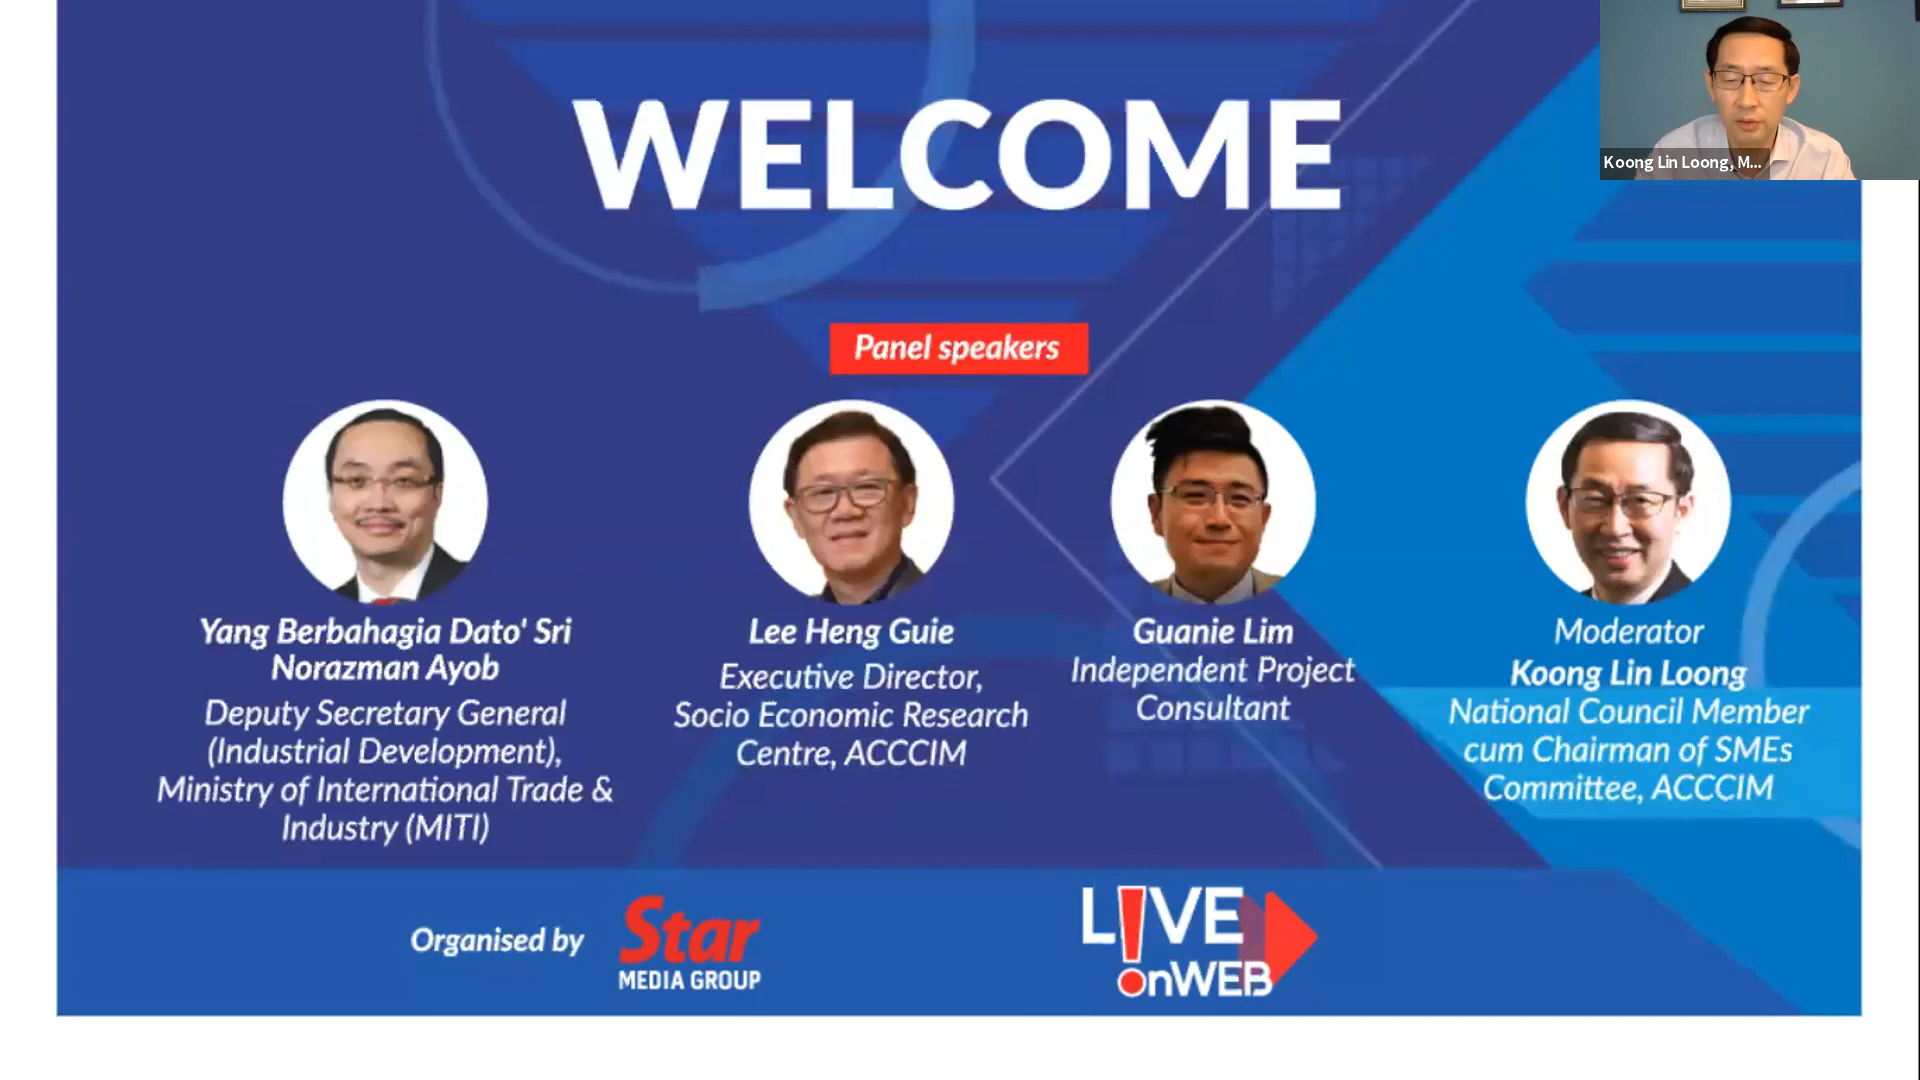 WELCOME
Koong Lin Loong, M...
Panel speakers
Yang Berbahagia Dato' Sri
Norazman Ayob
Deputy Secretary General
(Industrial Development),
Ministry of International Trade &
Industry (MITI)
Lee Heng Guie
Executive Director,
Socio Economic Research
Centre, ACCCIM
Guanie Lim
Independent Project
Consultant
Moderator
Koong Lin Loong
National Council Member
cum Chairman of SMEs
Committee, ACCCIM
Organised by
Star
MEDIA GROUP
L!VE
onWEB